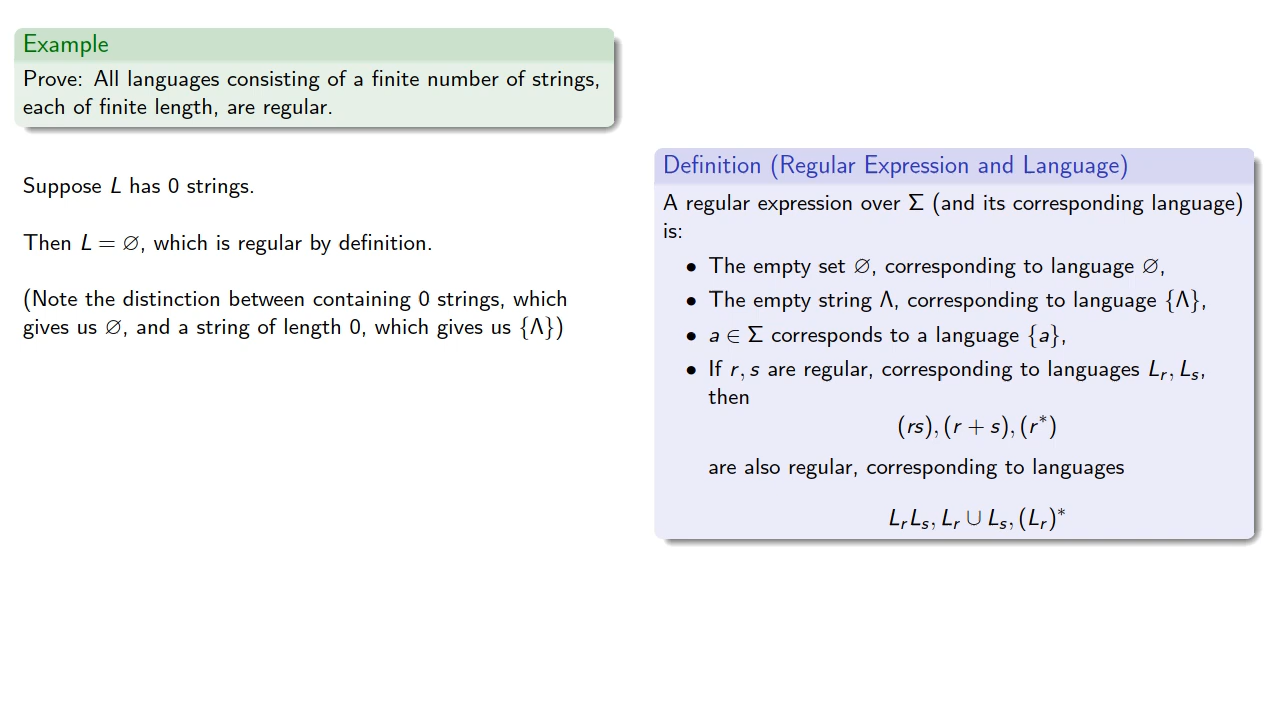 Example
Prove: All languages consisting of a finite number of strings,
each of finite length, are regular.
Suppose L has 0 strings.
Then L = ∅, which is regular by definition.
(Note the distinction between containing 0 strings, which
gives us ∅, and a string of length 0, which gives us {Λ})
Definition (Regular Expression and Language)
A regular expression over Σ (and its corresponding language)
is:
• The empty set ∅, corresponding to language ∅,
• The empty string Λ, corresponding to language {Λ},
• a ∈ Σ corresponds to a language {a},
• If r, s are regular, corresponding to languages L_r, L_s,
then
(rs), (r + s), (r*)
are also regular, corresponding to languages
L_r L_s, L_r ∪ L_s, (L_r)*